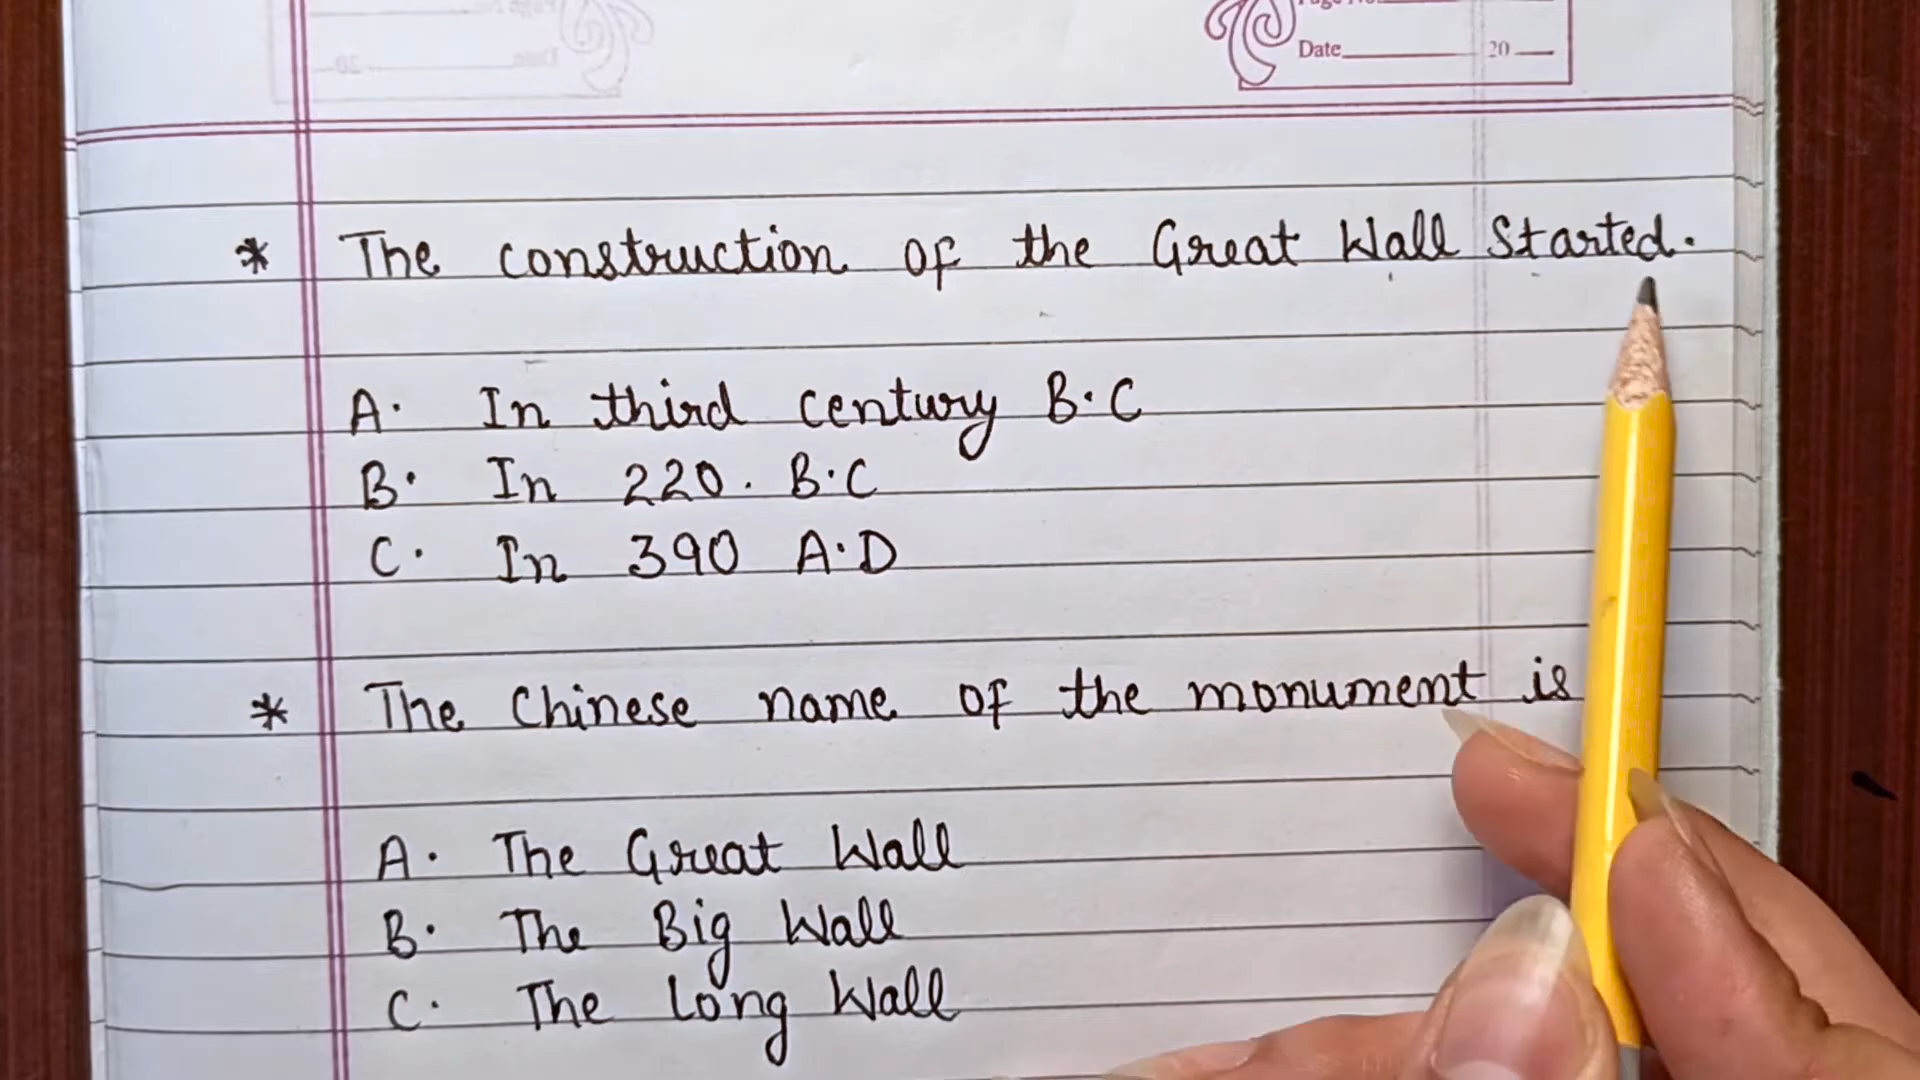 Date 20
* The construction of the Great Wall Started.
A. In third century B.C
B. In 220. B.C
C. In 390 A.D
* The Chinese name of the monument is
A. The Great Wall
B. The Big Wall
C. The Long Wall